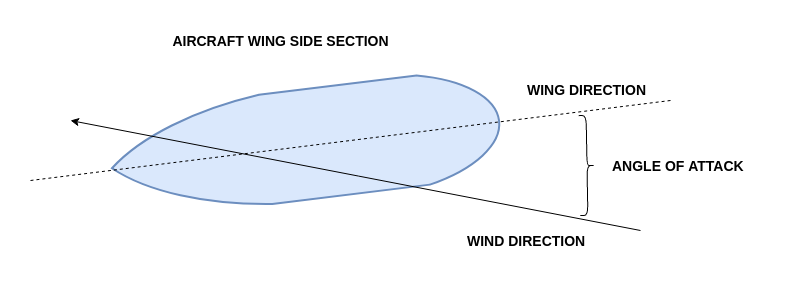 AIRCRAFT WING SIDE SECTION
WING DIRECTION
ANGLE OF ATTACK
WIND DIRECTION